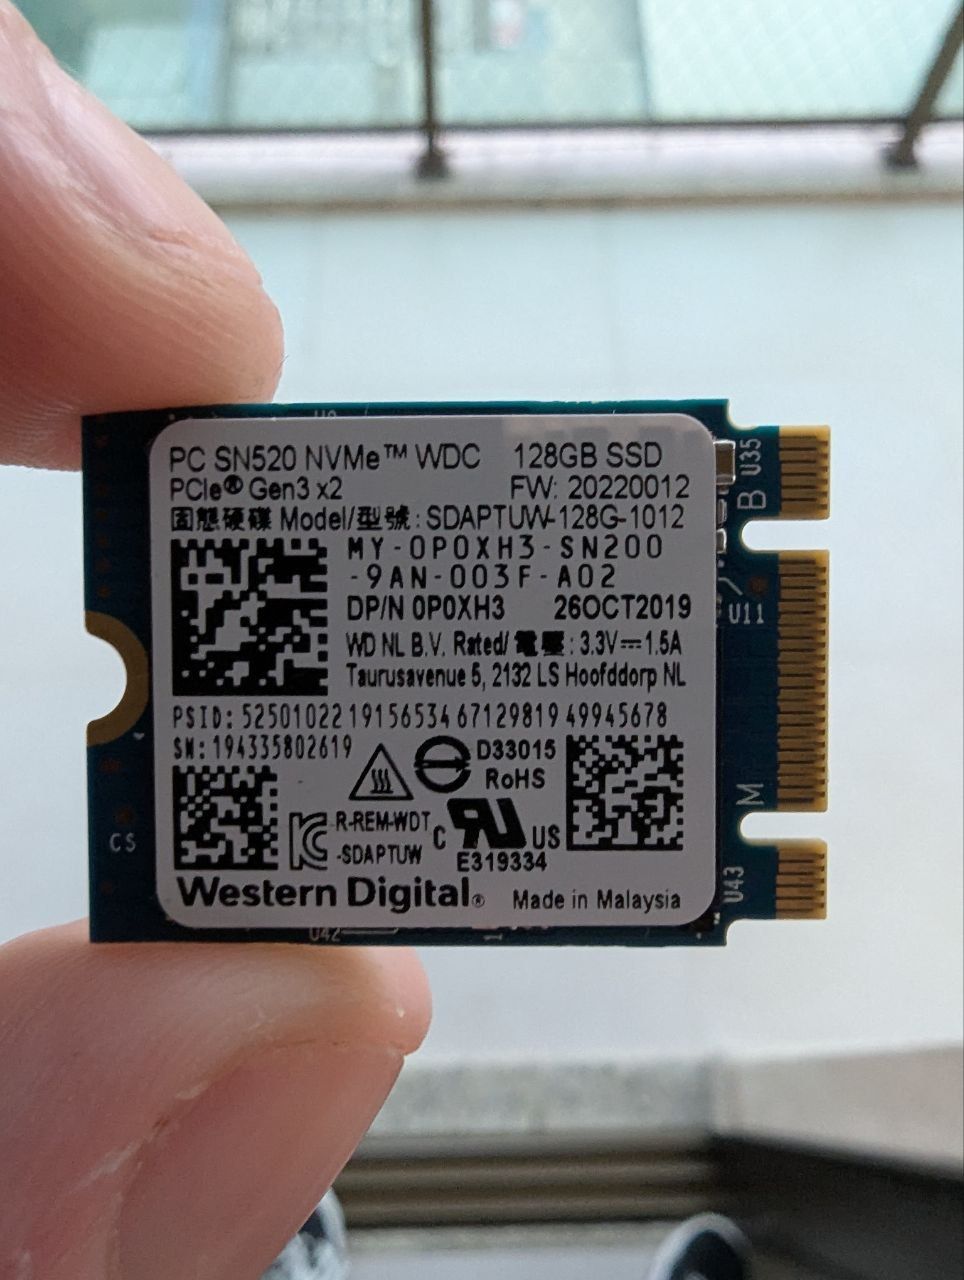 PC SN520 NVMe™ WDC 128GB SSD
PCIe® Gen3 x2 FW: 20220012
固態硬碟 Model/型號: SDAPTUW-128G-1012
MY-0P0XH3-SN200
-9AN-003F-A02
DP/N 0P0XH3 26OCT2019
WD NL B.V. Rated/電壓: 3.3V⎓1.5A
Taurusavenue 5, 2132 LS Hoofddorp NL
PSID: 52501022 19156534 67129819 49945678
SN: 194335802619
D33015
RoHS
R-REM-WDT
-SDAPTUW
C US
E319334
Western Digital®
Made in Malaysia
U35
B
U11
M
U43
CS
U42